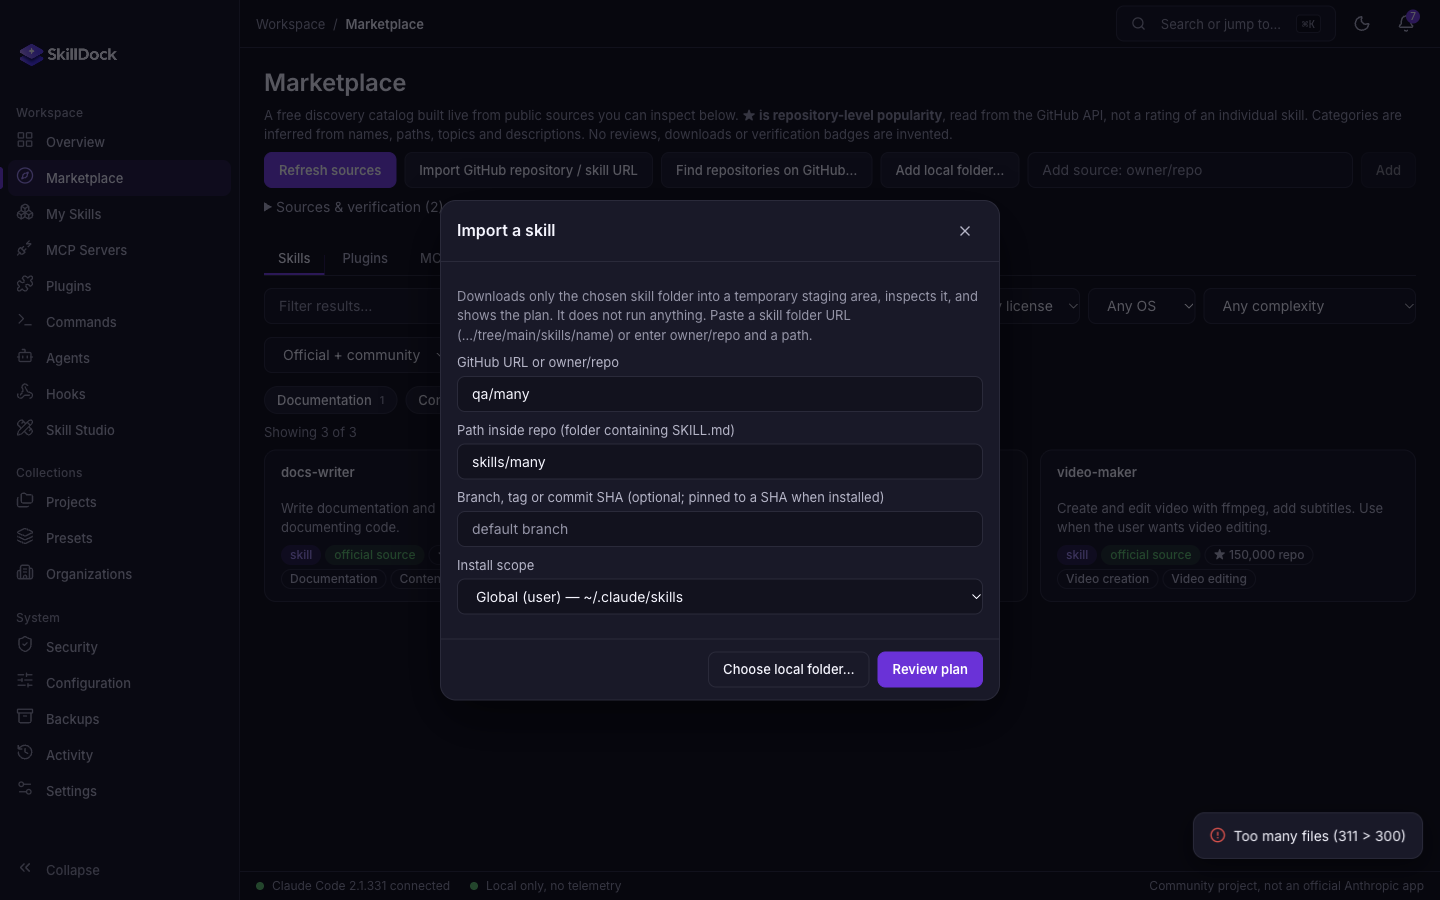 SkillDock
Workspace / Marketplace
Search or jump to... ⌘K
7
Workspace
Overview
Marketplace
My Skills
MCP Servers
Plugins
Commands
Agents
Hooks
Skill Studio
Collections
Projects
Presets
Organizations
System
Security
Configuration
Backups
Activity
Settings
Collapse
Marketplace
A free discovery catalog built live from public sources you can inspect below. ★ is repository-level popularity, read from the GitHub API, not a rating of an individual skill. Categories are
inferred from names, paths, topics and descriptions. No reviews, downloads or verification badges are invented.
Refresh sources Import GitHub repository / skill URL Find repositories on GitHub... Add local folder... Add source: owner/repo Add
▶ Sources & verification (2)
Skills Plugins MC
Filter results... license Any OS Any complexity
Official + community
Documentation 1 Con
Showing 3 of 3
docs-writer
Write documentation and
documenting code.
skill official source
Documentation Conten
video-maker
Create and edit video with ffmpeg, add subtitles. Use
when the user wants video editing.
skill official source ★ 150,000 repo
Video creation Video editing
Import a skill
Downloads only the chosen skill folder into a temporary staging area, inspects it, and
shows the plan. It does not run anything. Paste a skill folder URL
(.../tree/main/skills/name) or enter owner/repo and a path.
GitHub URL or owner/repo
qa/many
Path inside repo (folder containing SKILL.md)
skills/many
Branch, tag or commit SHA (optional; pinned to a SHA when installed)
default branch
Install scope
Global (user) — ~/.claude/skills
Choose local folder... Review plan
Too many files (311 > 300)
Claude Code 2.1.331 connected Local only, no telemetry
Community project, not an official Anthropic app